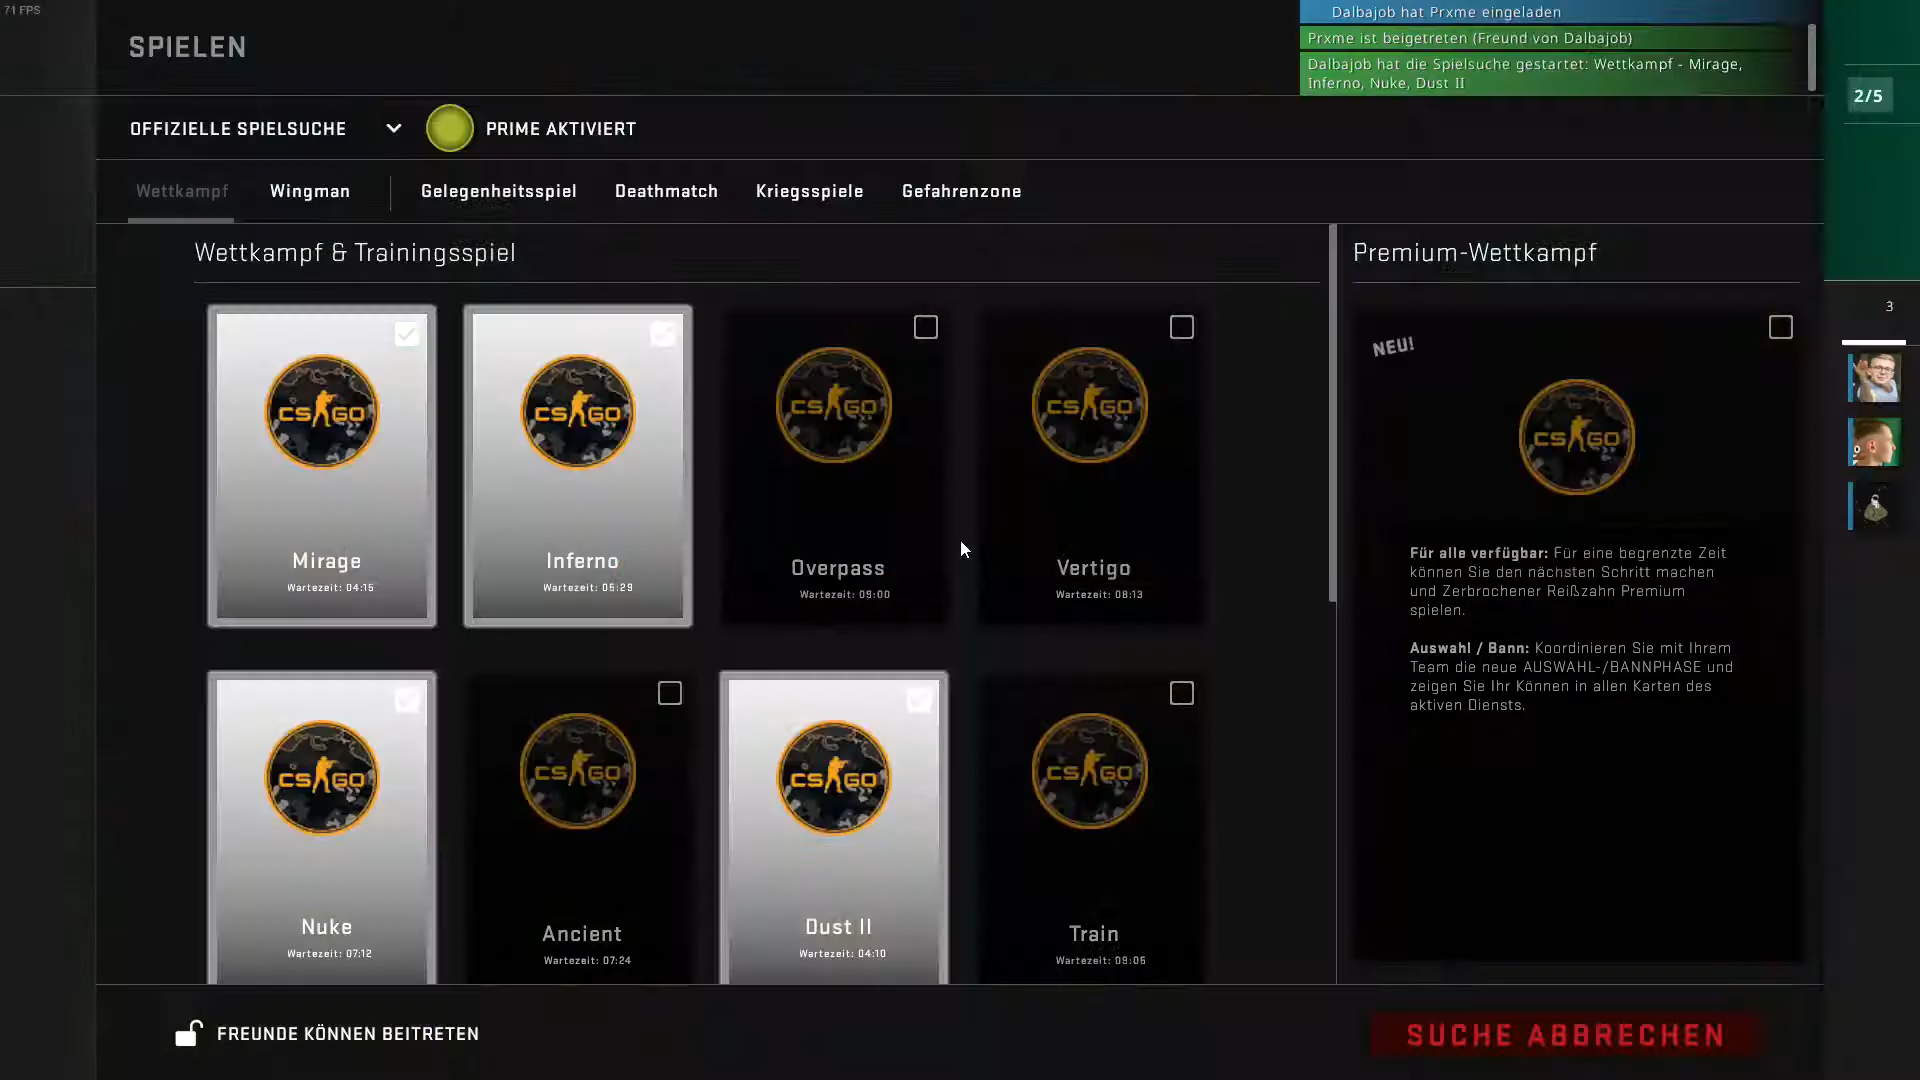 71 FPS
SPIELEN
Dalbajob hat Prxme eingeladen
Prxme ist beigetreten (Freund von Dalbajob)
Dalbajob hat die Spielsuche gestartet: Wettkampf - Mirage,
Inferno, Nuke, Dust II
2/5
OFFIZIELLE SPIELSUCHE
PRIME AKTIVIERT
Wettkampf
Wingman
Gelegenheitsspiel
Deathmatch
Kriegsspiele
Gefahrenzone
Wettkampf & Trainingsspiel
Premium-Wettkampf
3
NEU!
CS GO
CS GO
CS GO
CS GO
CS GO
Mirage
Wartezeit: 04:15
Inferno
Wartezeit: 06:29
Overpass
Wartezeit: 09:00
Vertigo
Wartezeit: 08:13
Für alle verfügbar: Für eine begrenzte Zeit
können Sie den nächsten Schritt machen
und Zerbrochener Reißzahn Premium
spielen.
Auswahl / Bann: Koordinieren Sie mit Ihrem
Team die neue AUSWAHL-/BANNPHASE und
zeigen Sie Ihr Können in allen Karten des
aktiven Diensts.
CS GO
CS GO
CS GO
CS GO
Nuke
Wartezeit: 07:12
Ancient
Wartezeit: 07:24
Dust II
Wartezeit: 04:10
Train
Wartezeit: 09:05
FREUNDE KÖNNEN BEITRETEN
SUCHE ABBRECHEN